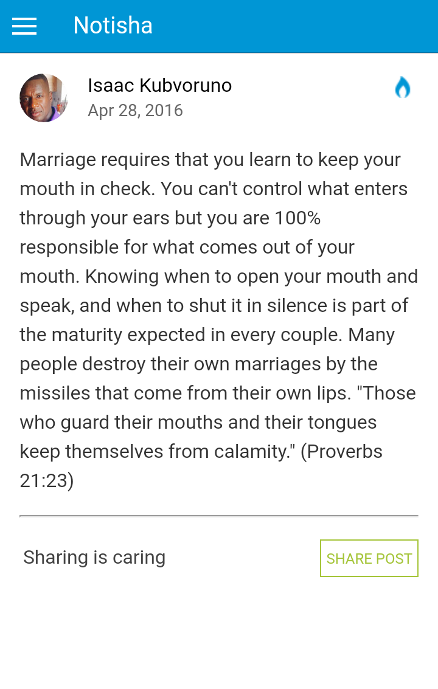 Notisha
Isaac Kubvoruno
Apr 28, 2016
Marriage requires that you learn to keep your
mouth in check. You can't control what enters
through your ears but you are 100%
responsible for what comes out of your
mouth. Knowing when to open your mouth and
speak, and when to shut it in silence is part of
the maturity expected in every couple. Many
people destroy their own marriages by the
missiles that come from their own lips. "Those
who guard their mouths and their tongues
keep themselves from calamity." (Proverbs
21:23)
Sharing is caring
SHARE POST